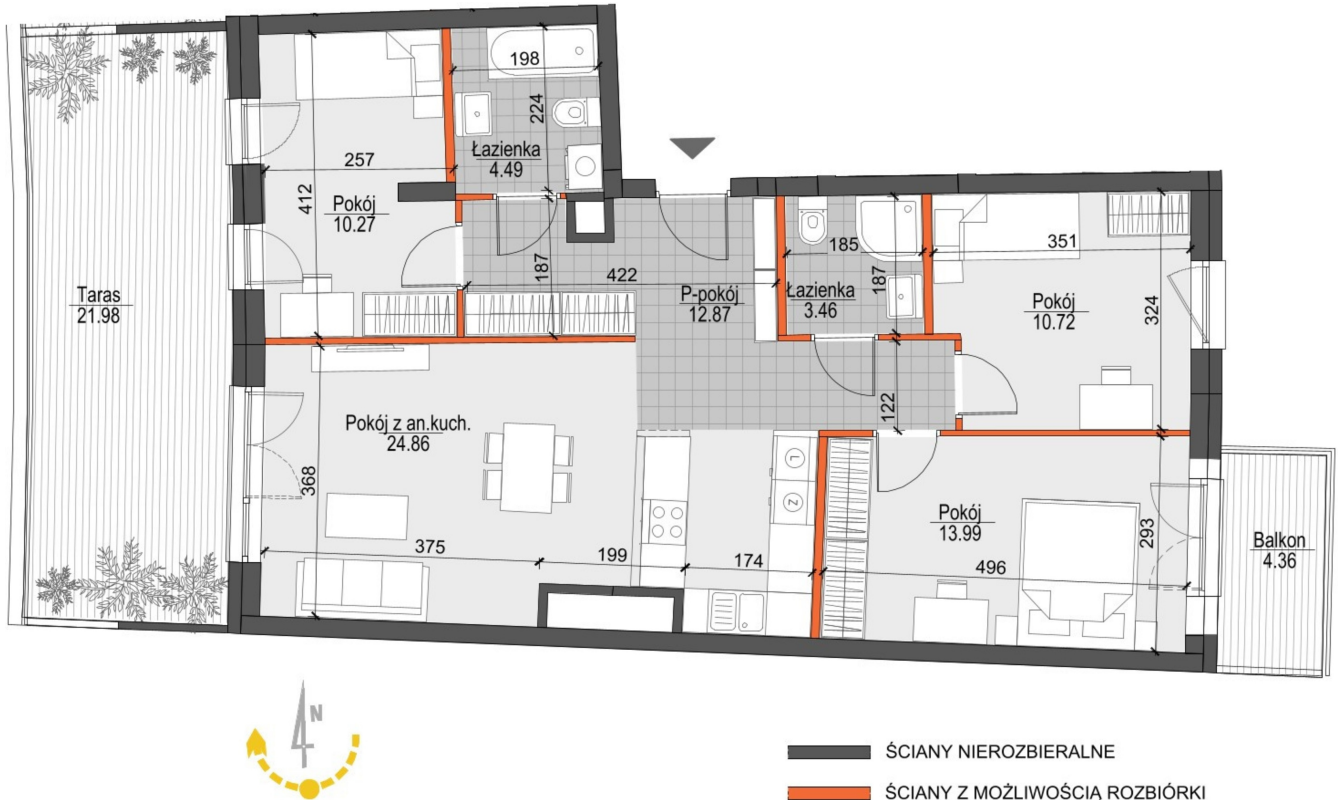 198
224
Łazienka
4.49
257
412
Pokój
10.27
187
422
P-pokój
12.87
185
187
Łazienka
3.46
351
324
Pokój
10.72
Taras
21.98
122
Pokój z an.kuch.
24.86
368
L
Z
375
199
174
Pokój
13.99
293
496
Balkon
4.36
N
ŚCIANY NIEROZBIERALNE
ŚCIANY Z MOŻLIWOŚCIĄ ROZBIÓRKI